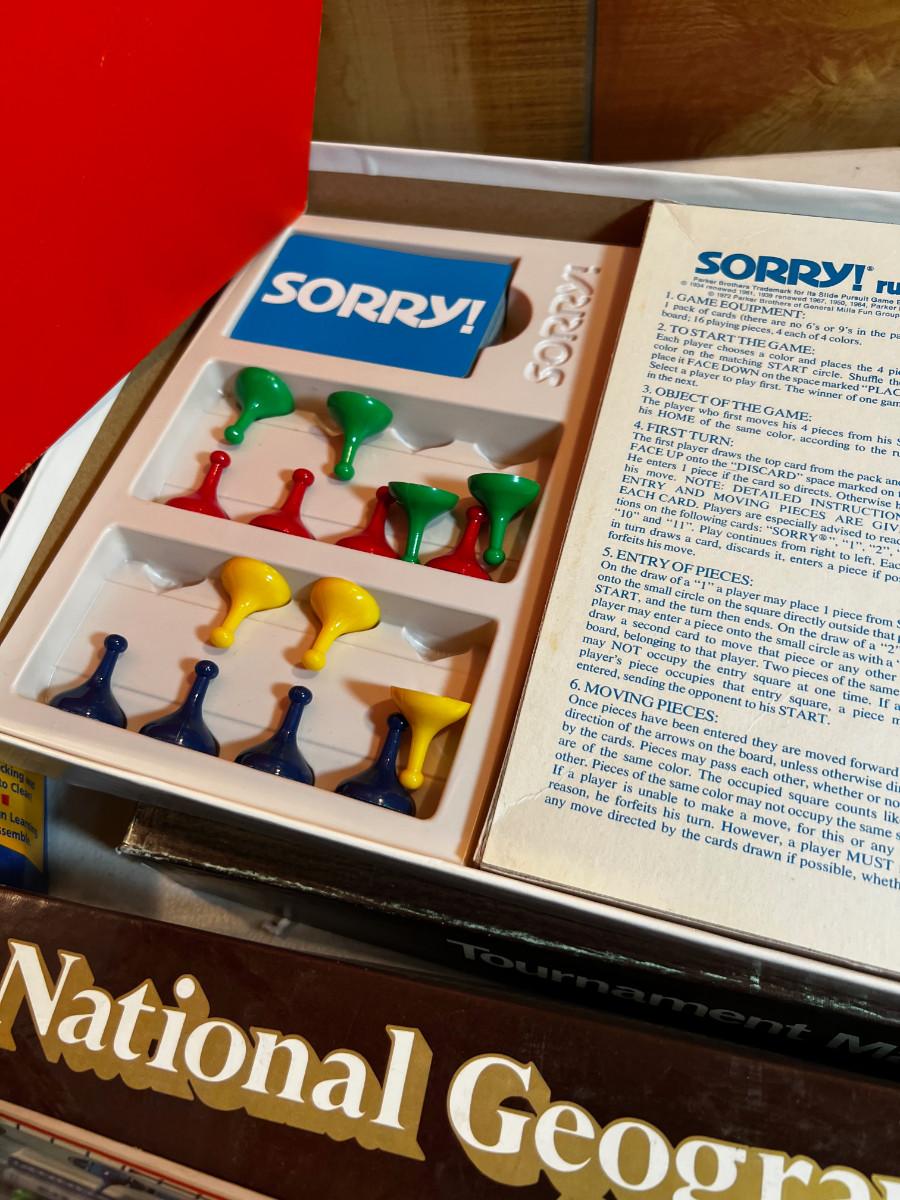 SORRY!
SORRY!
SORRY!® ru
Parker Brothers Trademark for its Slide Pursuit Game
© 1934 renewed 1961, 1939 renewed 1967, 1950, 1964, Parker
© 1972 Parker Brothers of General Mills Fun Group
1. GAME EQUIPMENT:
pack of cards (there are no 6's or 9's in the pa
board; 16 playing pieces, 4 each of 4 colors.
2. TO START THE GAME:
Each player chooses a color and places the 4 pie
color on the matching START circle. Shuffle the
place it FACE DOWN on the space marked "PLAC
Select a player to play first. The winner of one gam
in the next.
3. OBJECT OF THE GAME:
The player who first moves his 4 pieces from his S
his HOME of the same color, according to the ru
4. FIRST TURN:
The first player draws the top card from the pack and
FACE UP onto the "DISCARD" space marked on t
He enters 1 piece if the card so directs. Otherwise
his move. NOTE: DETAILED INSTRUCTION
ENTRY AND MOVING PIECES ARE GIV
EACH CARD. Players are especially advised to read
tions on the following cards: "SORRY®", "1", "2",
"10" and "11". Play continues from right to left. Eac
in turn draws a card, discards it, enters a piece if pos
forfeits his move.
5. ENTRY OF PIECES:
On the draw of a "1" a player may place 1 piece from S
onto the small circle on the square directly outside that
START, and the turn then ends. On the draw of a "2"
player may enter a piece onto the small circle as with a "
draw a second card to move that piece or any other
board, belonging to that player. Two pieces of the same
may NOT occupy the entry square at one time. If a
player's piece occupies that entry square, a piece m
entered, sending the opponent to his START.
6. MOVING PIECES:
Once pieces have been entered they are moved forward
direction of the arrows on the board, unless otherwise di
by the cards. Pieces may pass each other, whether or no
are of the same color. The occupied square counts like
other. Pieces of the same color may not occupy the same s
If a player is unable to make a move, for this or any
reason, he forfeits his turn. However, a player MUST
any move directed by the cards drawn if possible, wheth
cking
to Clean
n Learning
ssemble
Tournament Ma
National Geogra